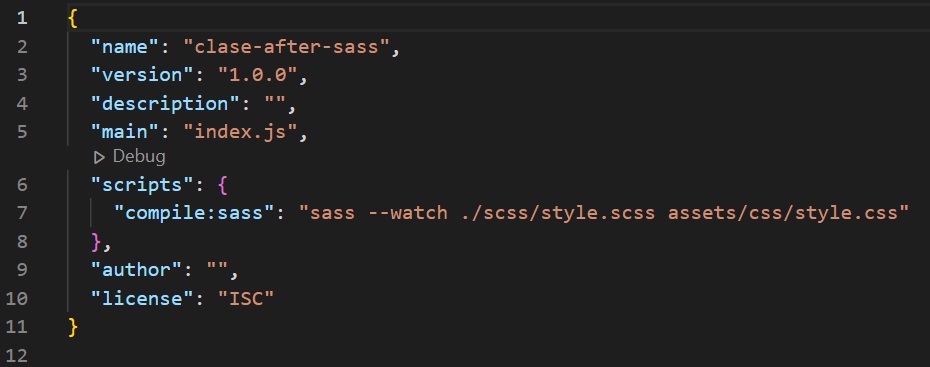 1 {
2 "name": "clase-after-sass",
3 "version": "1.0.0",
4 "description": "",
5 "main": "index.js",
▷ Debug
6 "scripts": {
7 "compile:sass": "sass --watch ./scss/style.scss assets/css/style.css"
8 },
9 "author": "",
10 "license": "ISC"
11 }
12